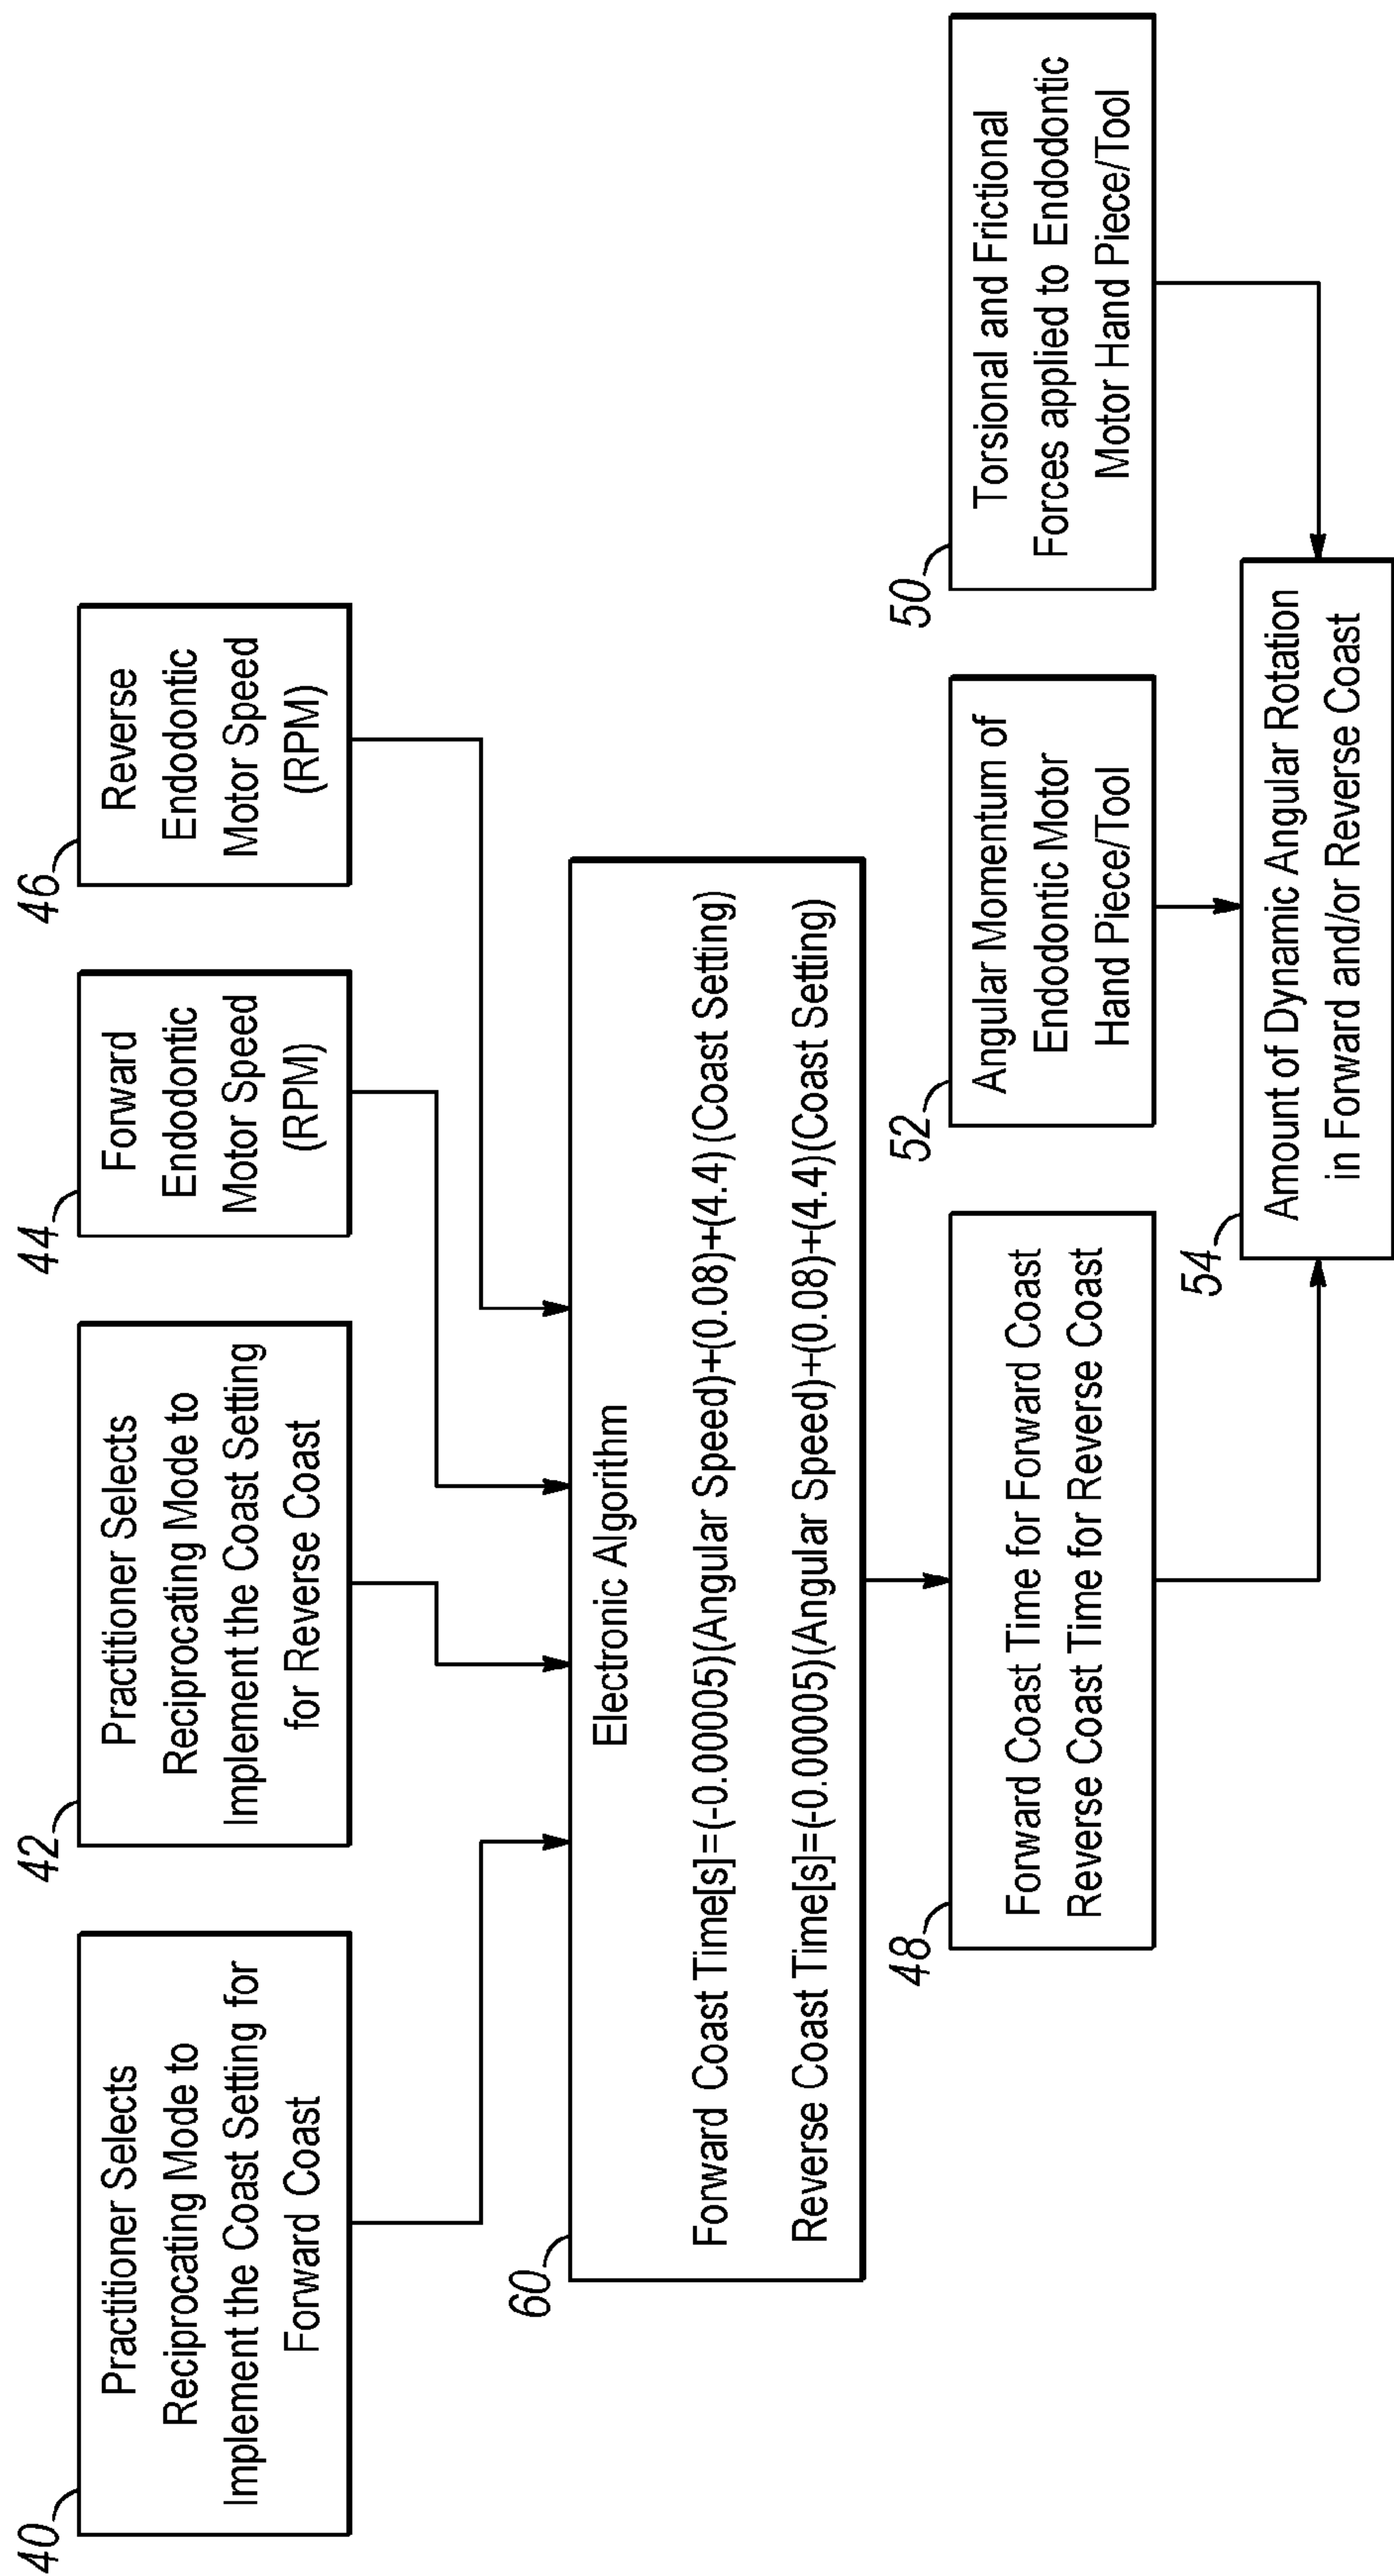 40
Practitioner Selects
Reciprocating Mode to
Implement the Coast Setting for
Forward Coast
42
Practitioner Selects
Reciprocating Mode to
Implement the Coast Setting
for Reverse Coast
44
Forward
Endodontic
Motor Speed
(RPM)
46
Reverse
Endodontic
Motor Speed
(RPM)
60
Electronic Algorithm
Forward Coast Time[s]=(-0.00005)(Angular Speed)+(0.08)+(4.4)(Coast Setting)
Reverse Coast Time[s]=(-0.00005)(Angular Speed)+(0.08)+(4.4)(Coast Setting)
48
Forward Coast Time for Forward Coast
Reverse Coast Time for Reverse Coast
52
Angular Momentum of
Endodontic Motor
Hand Piece/Tool
50
Torsional and Frictional
Forces applied to Endodontic
Motor Hand Piece/Tool
54
Amount of Dynamic Angular Rotation
in Forward and/or Reverse Coast